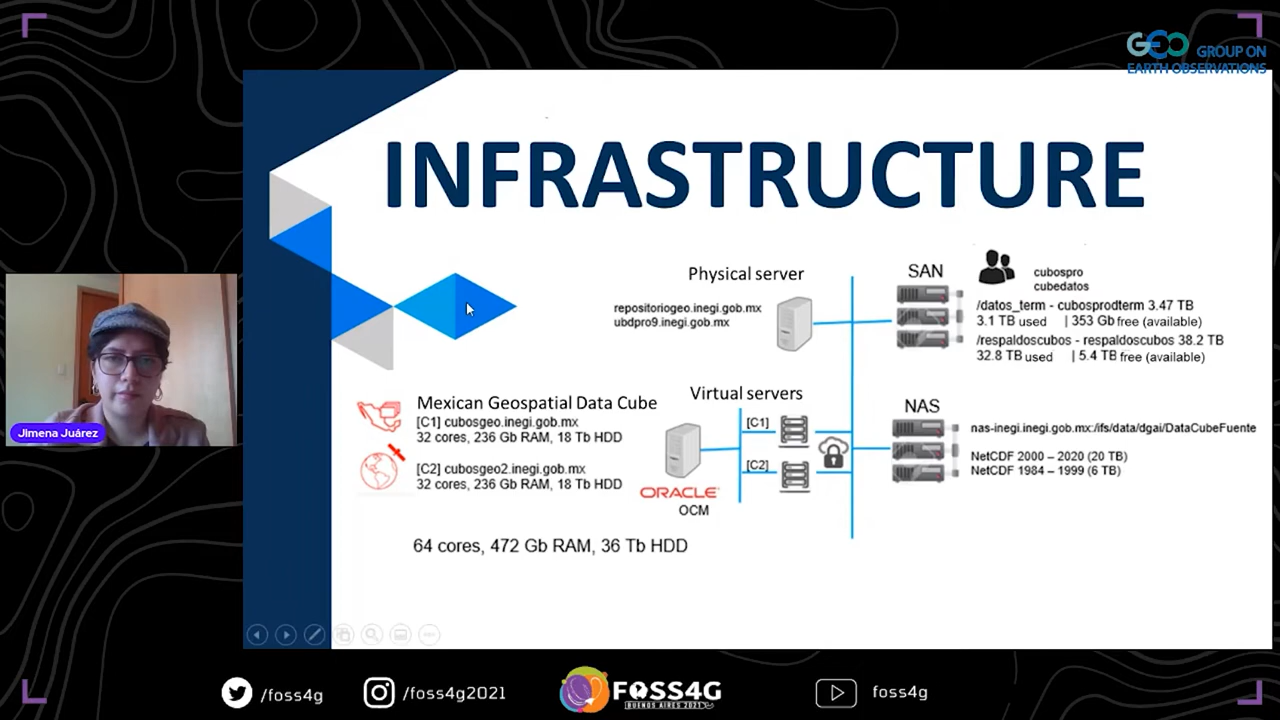 GEO GROUP ON
EARTH OBSERVATIONS
INFRASTRUCTURE
Physical server
repositoriogeo.inegi.gob.mx
ubdpro9.inegi.gob.mx
SAN
cubospro
cubedatos
/datos_term - cubosprodterm 3.47 TB
3.1 TB used | 353 Gb free (available)
/respaldoscubos - respaldoscubos 38.2 TB
32.8 TB used | 5.4 TB free (available)
Jimena Juárez
Mexican Geospatial Data Cube
[C1] cubosgeo.inegi.gob.mx
32 cores, 236 Gb RAM, 18 Tb HDD
[C2] cubosgeo2.inegi.gob.mx
32 cores, 236 Gb RAM, 18 Tb HDD
64 cores, 472 Gb RAM, 36 Tb HDD
Virtual servers
[C1]
[C2]
ORACLE
OCM
NAS
nas-inegi.inegi.gob.mx:/ifs/data/dgai/DataCubeFuente
NetCDF 2000 – 2020 (20 TB)
NetCDF 1984 – 1999 (6 TB)
/foss4g
/foss4g2021
FOSS4G
BUENOS AIRES 2021
foss4g